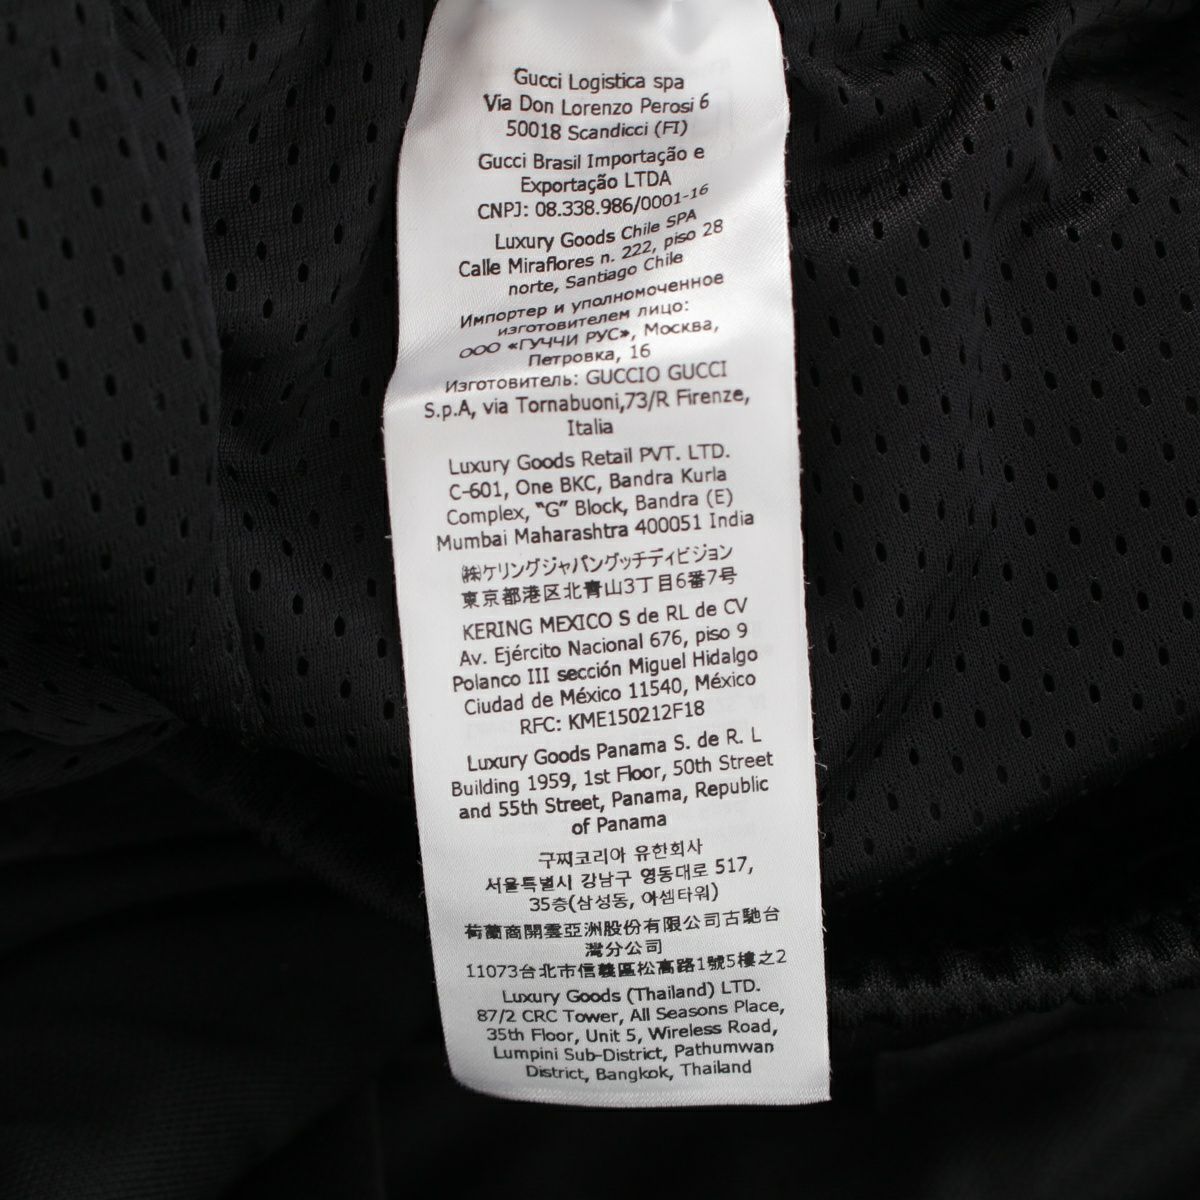 Gucci Logistica spa
Via Don Lorenzo Perosi 6
50018 Scandicci (FI)
Gucci Brasil Importação e
Exportação LTDA
CNPJ: 08.338.986/0001-16
Luxury Goods Chile SPA
Calle Miraflores n. 222, piso 28
norte, Santiago Chile
Импортер и уполномоченное
изготовителем лицо:
ООО «ГУЧЧИ РУС», Москва,
Петровка, 16
Изготовитель: GUCCIO GUCCI
S.p.A, via Tornabuoni,73/R Firenze,
Italia
Luxury Goods Retail PVT. LTD.
C-601, One BKC, Bandra Kurla
Complex, “G” Block, Bandra (E)
Mumbai Maharashtra 400051 India
㈱ケリングジャパングッチディビジョン
東京都港区北青山3丁目6番7号
KERING MEXICO S de RL de CV
Av. Ejército Nacional 676, piso 9
Polanco III sección Miguel Hidalgo
Ciudad de México 11540, México
RFC: KME150212F18
Luxury Goods Panama S. de R. L
Building 1959, 1st Floor, 50th Street
and 55th Street, Panama, Republic
of Panama
구찌코리아 유한회사
서울특별시 강남구 영동대로 517,
35층(삼성동, 아셈타워)
荷蘭商開雲亞洲股份有限公司古馳台
灣分公司
11073台北市信義區松高路1號5樓之2
Luxury Goods (Thailand) LTD.
87/2 CRC Tower, All Seasons Place,
35th Floor, Unit 5, Wireless Road,
Lumpini Sub-District, Pathumwan
District, Bangkok, Thailand